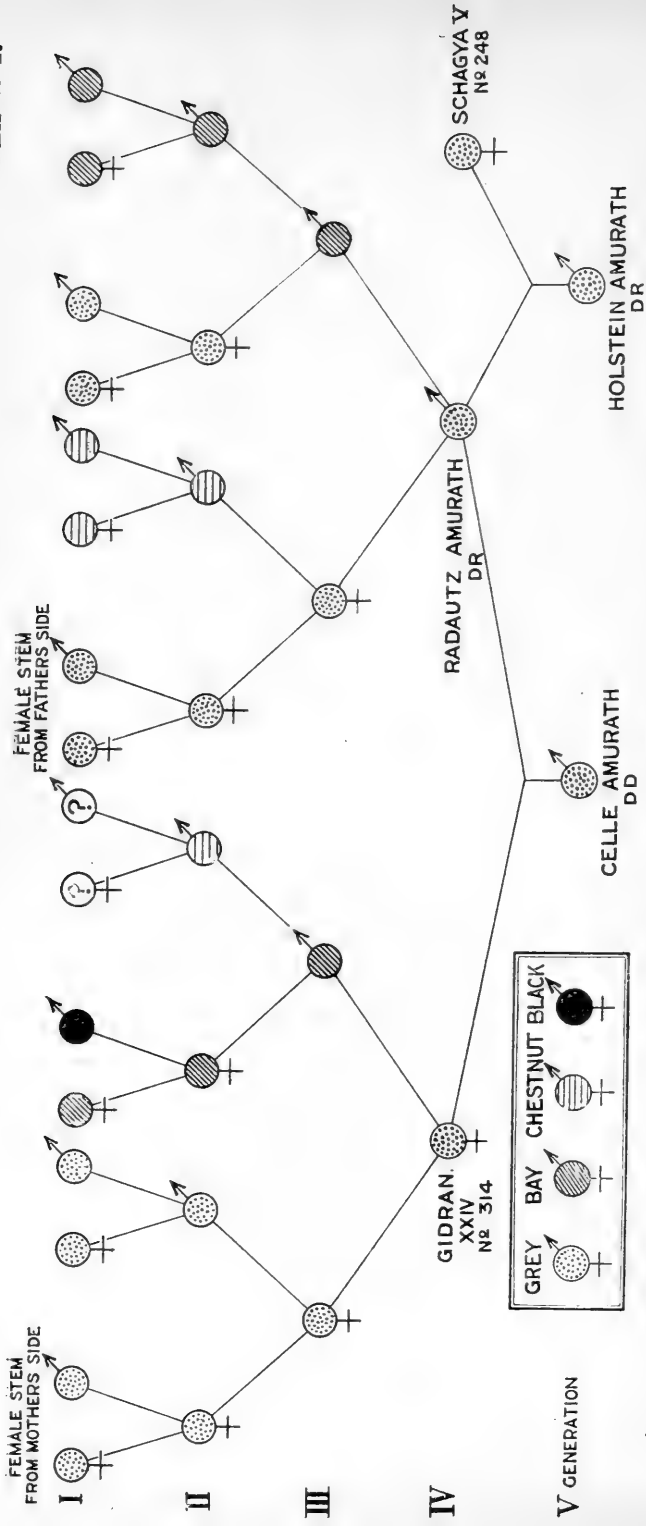 FEMALE STEM
FROM MOTHERS SIDE
FEMALE STEM
FROM FATHERS SIDE
I
?
?
II
III
IV
GIDRAN.
XXIV
Nº 314
RADAUTZ AMURATH
DR
SCHAGYA V
Nº 248
V GENERATION
GREY BAY CHESTNUT BLACK
CELLE AMURATH
DD
HOLSTEIN AMURATH
DR